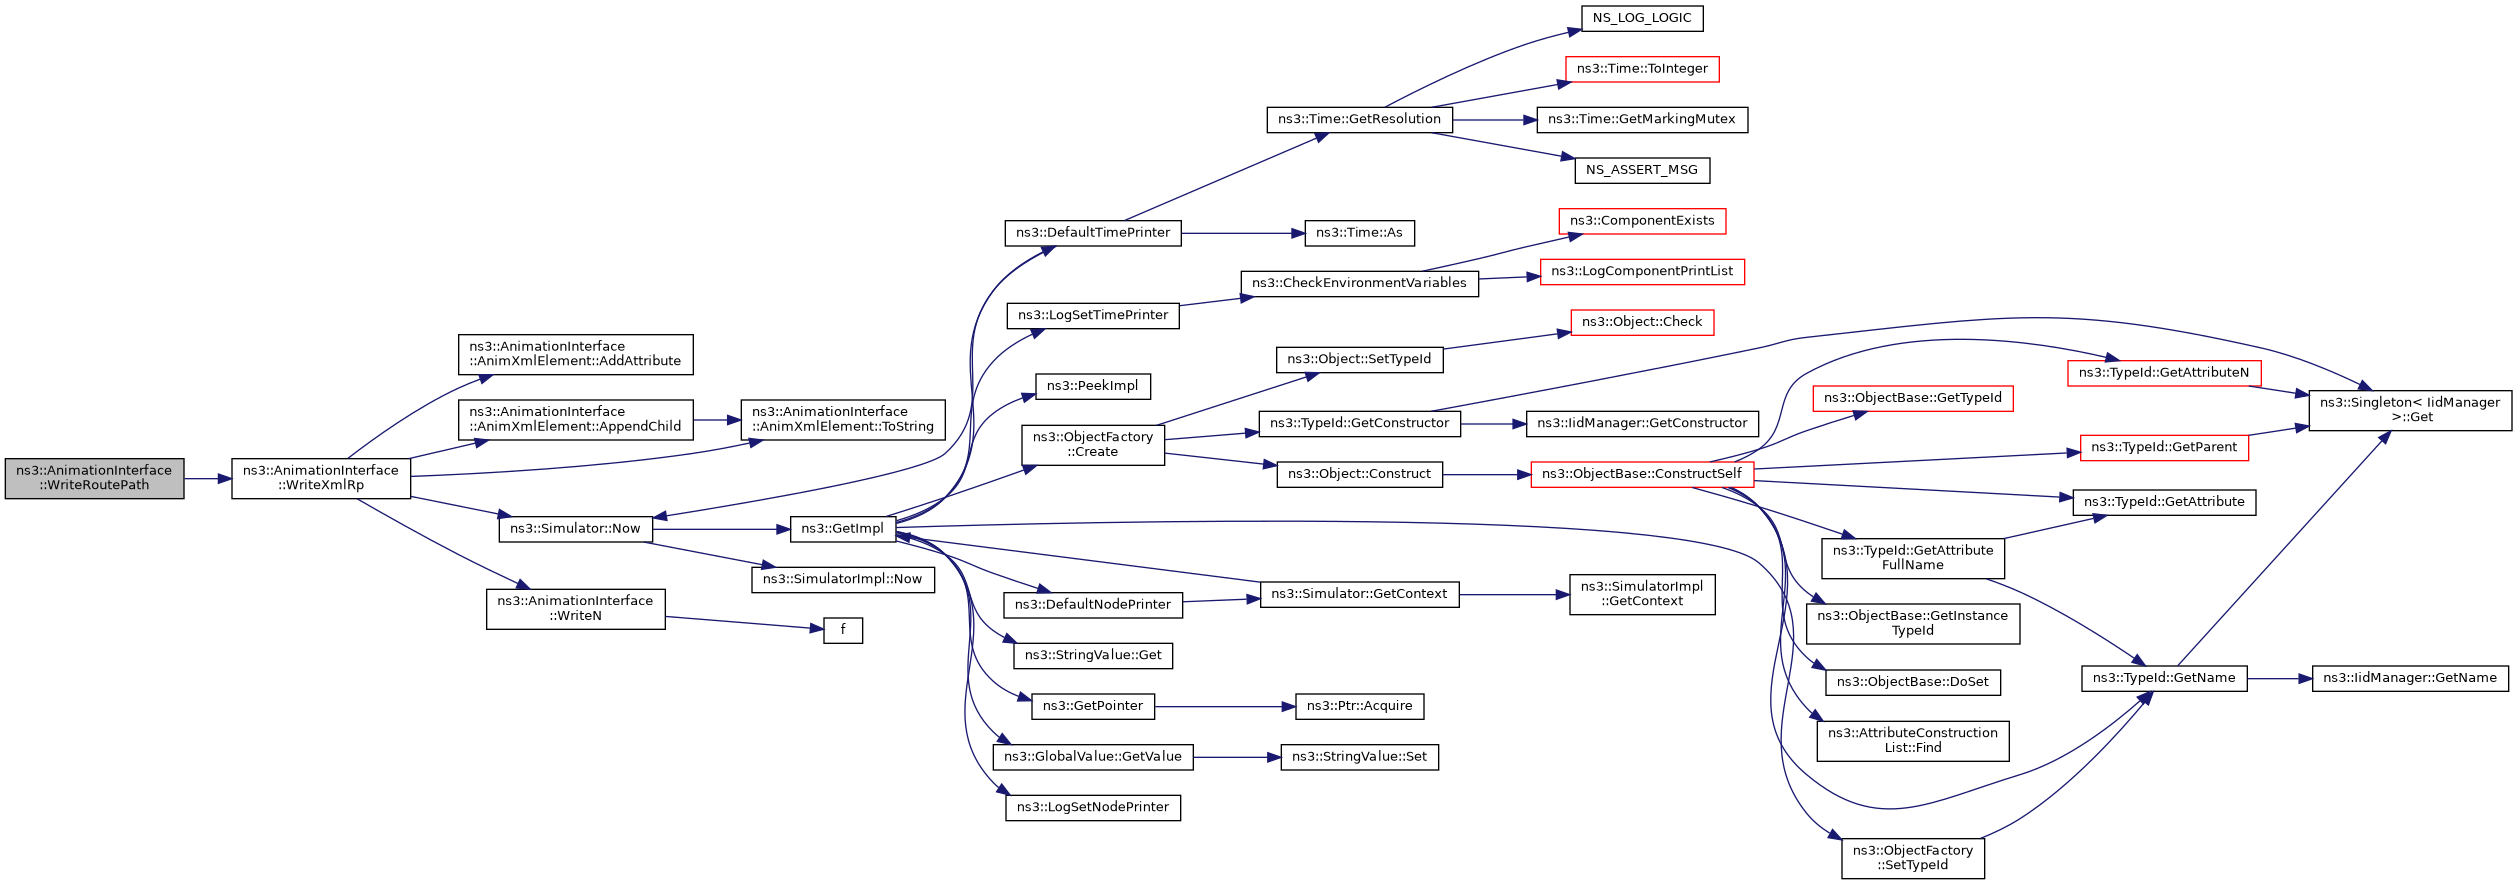 ns3::AnimationInterface
::WriteRoutePath
ns3::AnimationInterface
::WriteXmlRp
ns3::AnimationInterface
::AnimXmlElement::AddAttribute
ns3::AnimationInterface
::AnimXmlElement::AppendChild
ns3::AnimationInterface
::AnimXmlElement::ToString
ns3::Simulator::Now
ns3::AnimationInterface
::WriteN
ns3::GetImpl
ns3::SimulatorImpl::Now
f
ns3::DefaultTimePrinter
ns3::LogSetTimePrinter
ns3::PeekImpl
ns3::ObjectFactory
::Create
ns3::DefaultNodePrinter
ns3::StringValue::Get
ns3::GetPointer
ns3::GlobalValue::GetValue
ns3::LogSetNodePrinter
ns3::Time::GetResolution
ns3::Time::As
ns3::CheckEnvironmentVariables
ns3::Object::SetTypeId
ns3::TypeId::GetConstructor
ns3::Object::Construct
ns3::Simulator::GetContext
ns3::Ptr::Acquire
ns3::StringValue::Set
NS_LOG_LOGIC
ns3::Time::ToInteger
ns3::Time::GetMarkingMutex
NS_ASSERT_MSG
ns3::ComponentExists
ns3::LogComponentPrintList
ns3::Object::Check
ns3::IidManager::GetConstructor
ns3::ObjectBase::ConstructSelf
ns3::SimulatorImpl
::GetContext
ns3::ObjectBase::GetTypeId
ns3::TypeId::GetAttribute
FullName
ns3::ObjectBase::GetInstance
TypeId
ns3::ObjectBase::DoSet
ns3::AttributeConstruction
List::Find
ns3::ObjectFactory
::SetTypeId
ns3::TypeId::GetAttributeN
ns3::TypeId::GetParent
ns3::TypeId::GetAttribute
ns3::TypeId::GetName
ns3::Singleton< IidManager
>::Get
ns3::IidManager::GetName